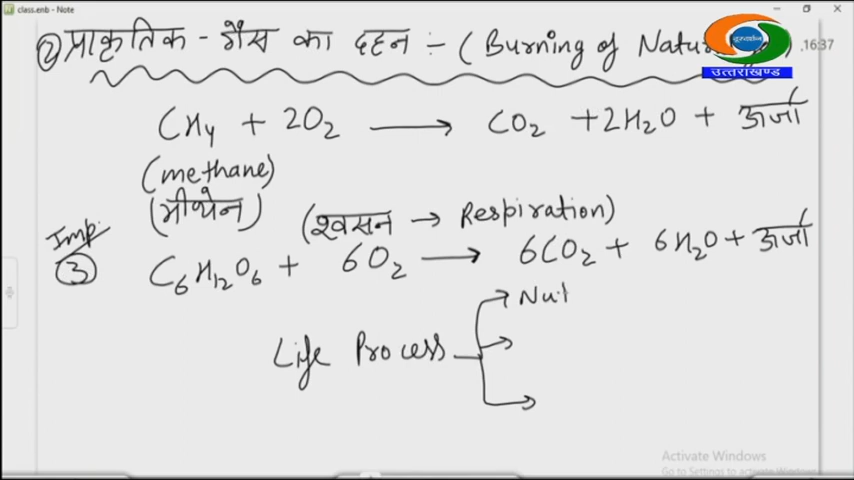 class.enb - Note
② प्राकृतिक - गैस का दहन :- (Burning of Natural
16:37
उत्तराखण्ड
CH4 + 2O2 → CO2 + 2H2O + ऊर्जा
(methane)
(मीथेन)
(श्वसन → Respiration)
Imp.
③ C6H12O6 + 6O2 → 6CO2 + 6H2O + ऊर्जा
Nut
Life Process
Activate Windows
Go to Settings to activate Windows